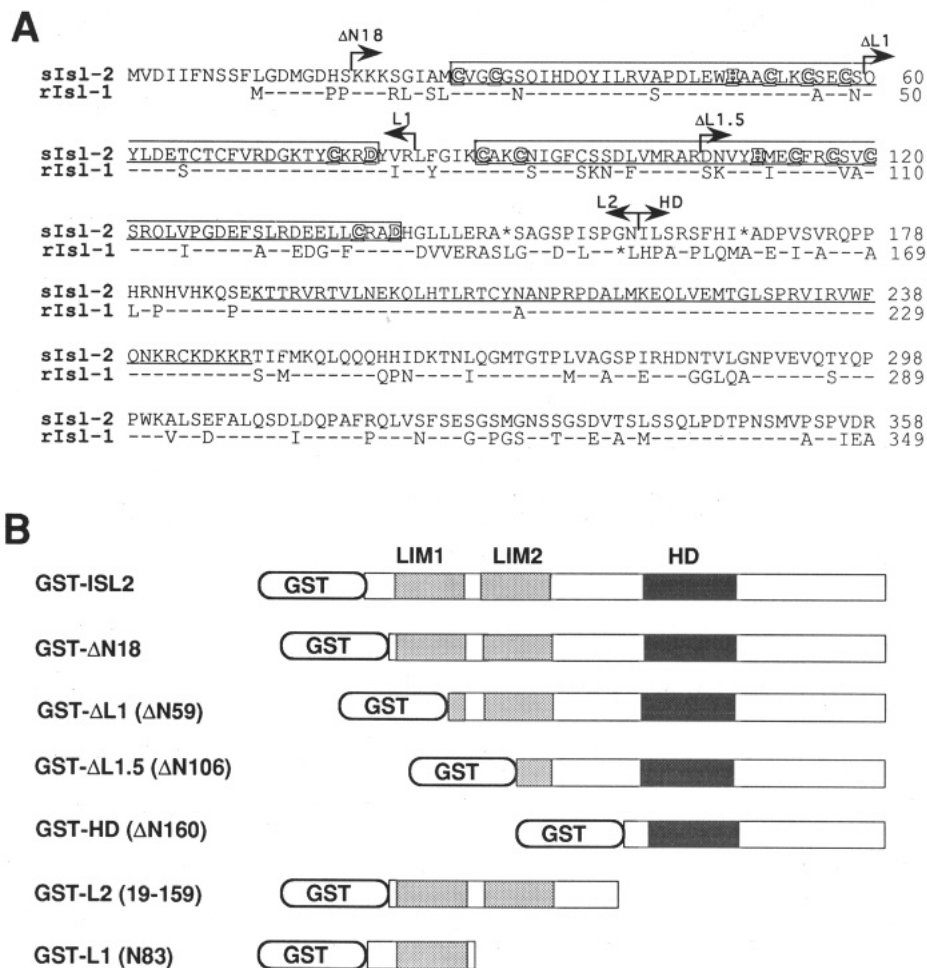 A
ΔN18 ΔL1
sIsl-2 MVDIIFNSSFLGDMGDHSKKKSGIAMCVGCGSQIHDQYILRVAPDLEWHAACLKCSECSQ 60
rIsl-1 M-----PP----RL-SL-----N----------S------------A--N- 50
L1 ΔL1.5
sIsl-2 YLDETCTCFVRDGKTYCKRDYVRLFGIKCAKCNIGFCSSDLVMRARDNVYHMECFRCSVC 120
rIsl-1 ----S----------------I--Y-------S---SKN-F-----SK---I-----VA- 110
L2 HD
sIsl-2 SRQLVPGDEFSLRDEELLCRADHGLLLERA*SAGSPISPGNILSRSFHI*ADPVSVRQPP 178
rIsl-1 ----I-----A--EDG-F-----DVVERASLG--D-L--*LHPA-PLQMA-E-I-A---A 169
sIsl-2 HRNHVHKQSEKTTRVRTVLNEKQLHTLRTCYNANPRPDALMKEQLVEMTGLSPRVIRVWF 238
rIsl-1 L-P-----P----------------------A---------------------------- 229
sIsl-2 QNKRCKDKKRTIFMKQLQQQHHIDKTNLQGMTGTPLVAGSPIRHDNTVLGNPVEVQTYQP 298
rIsl-1 ----------S-M-------QPN----I-------M--A--E---GGLQA------S--- 289
sIsl-2 PWKALSEFALQSDLDQPAFRQLVSFSESGSMGNSSGSDVTSLSSQLPDTPNSMVPSPVDR 358
rIsl-1 ---V--D------I-----P---N---G-PGS--T--E-A-M------------A--IEA 349
B
LIM1 LIM2 HD
GST-ISL2 GST
GST-ΔN18 GST
GST-ΔL1 (ΔN59) GST
GST-ΔL1.5 (ΔN106) GST
GST-HD (ΔN160) GST
GST-L2 (19-159) GST
GST-L1 (N83) GST